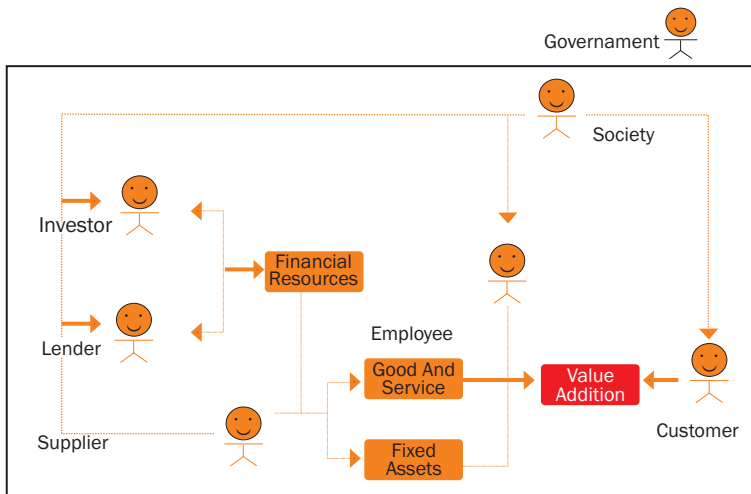 Governament
Society
Investor
Financial
Resources
Employee
Lender
Good And
Service
Value
Addition
Customer
Supplier
Fixed
Assets